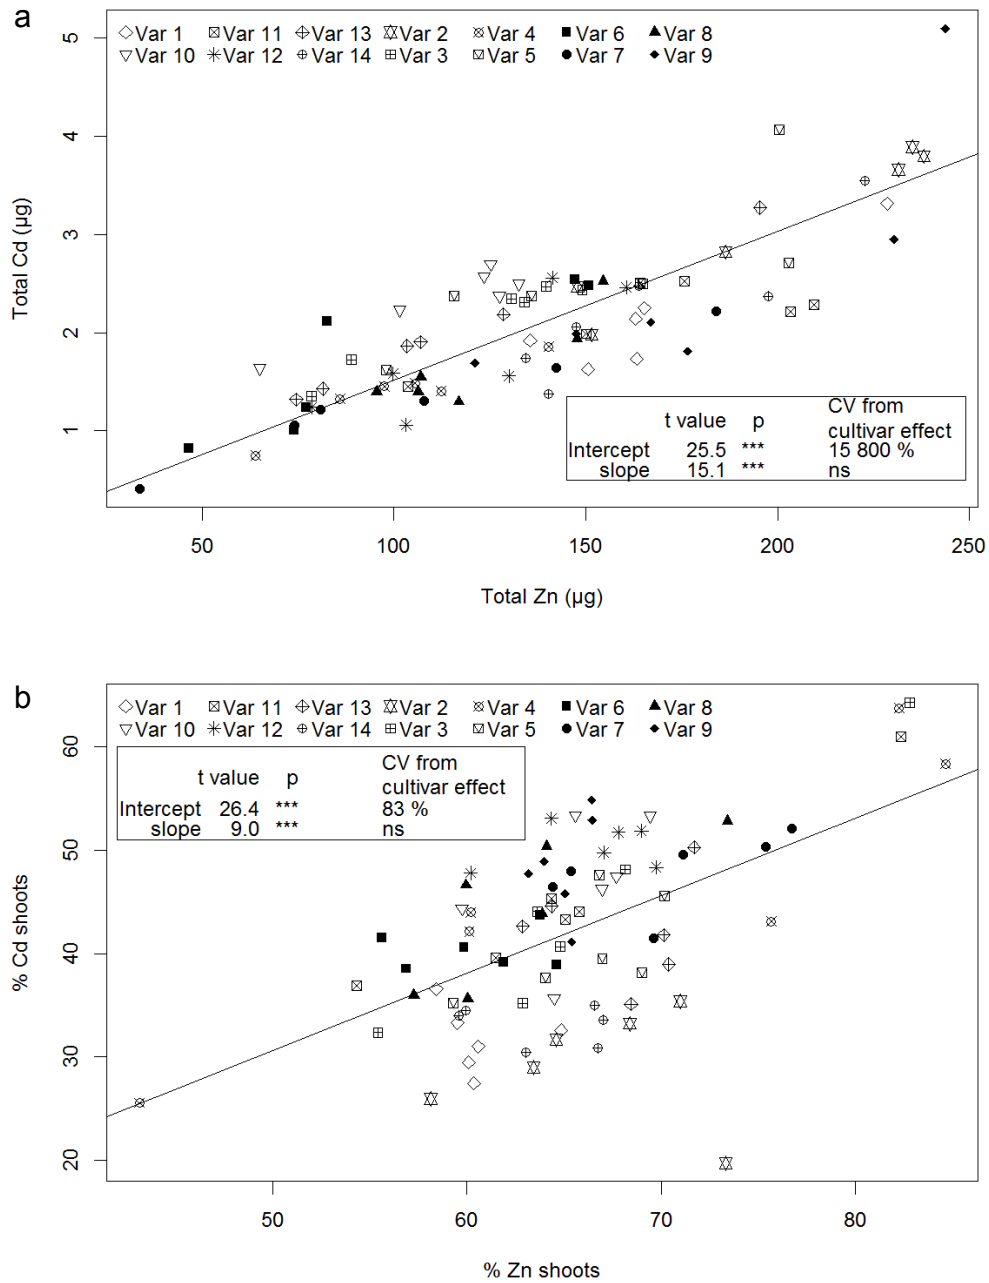 a
Var 1 Var 11 Var 13 Var 2 Var 4 Var 6 Var 8
Var 10 Var 12 Var 14 Var 3 Var 5 Var 7 Var 9
5
4
3
2
1
Total Cd (µg)
CV from
t value p cultivar effect
Intercept 25.5 *** 15 800 %
slope 15.1 *** ns
50 100 150 200 250
Total Zn (µg)
b
Var 1 Var 11 Var 13 Var 2 Var 4 Var 6 Var 8
Var 10 Var 12 Var 14 Var 3 Var 5 Var 7 Var 9
CV from
t value p cultivar effect
Intercept 26.4 *** 83 %
slope 9.0 *** ns
60
50
40
30
20
% Cd shoots
50 60 70 80
% Zn shoots